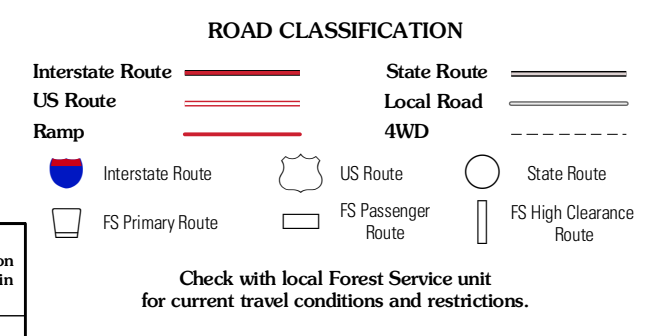 ROAD CLASSIFICATION
Interstate Route
State Route
US Route
Local Road
Ramp
4WD
Interstate Route
US Route
State Route
FS Primary Route
FS Passenger
Route
FS High Clearance
Route
on
in
Check with local Forest Service unit
for current travel conditions and restrictions.